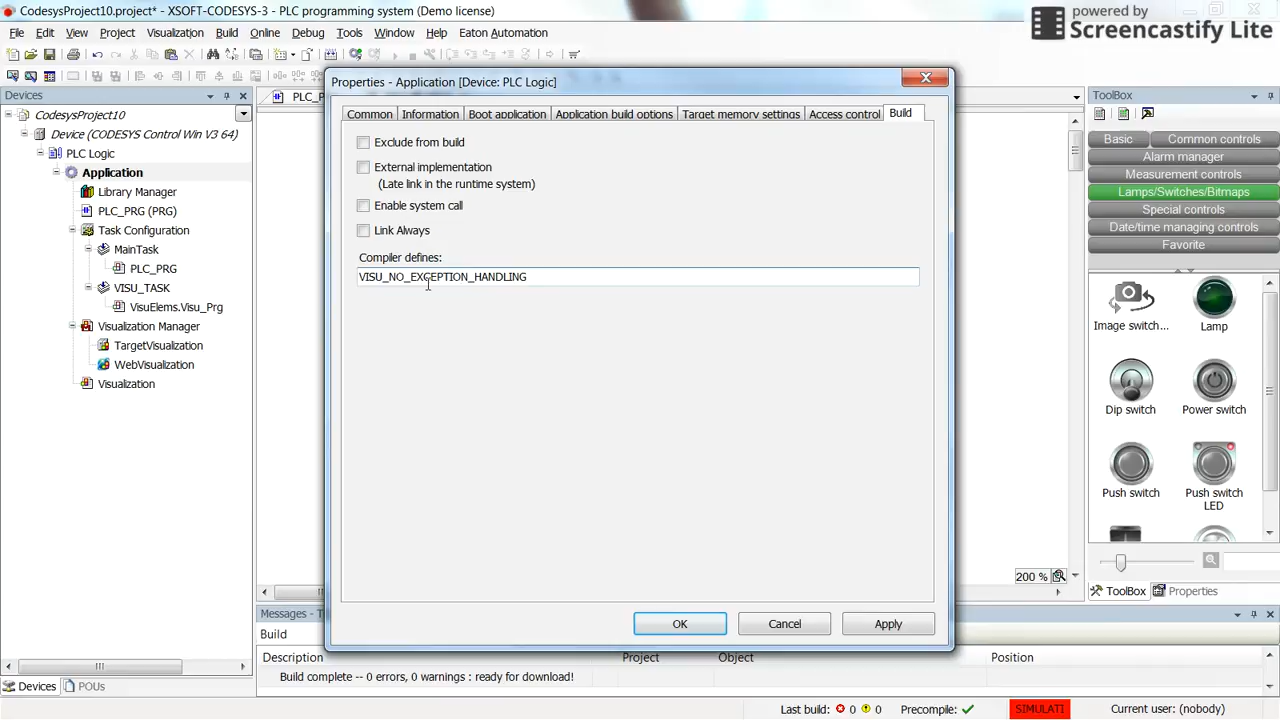 CodesysProject10.project* - XSOFT-CODESYS-3 - PLC programming system (Demo license)
powered by
Screencastify Lite
File Edit View Project Visualization Build Online Debug Tools Window Help Eaton Automation
Devices
CodesysProject10
Device (CODESYS Control Win V3 64)
PLC Logic
Application
Library Manager
PLC_PRG (PRG)
Task Configuration
MainTask
PLC_PRG
VISU_TASK
VisuElems.Visu_Prg
Visualization Manager
TargetVisualization
WebVisualization
Visualization
Devices POUs
Properties - Application [Device: PLC Logic]
Common Information Boot application Application build options Target memory settings Access control Build
Exclude from build
External implementation
(Late link in the runtime system)
Enable system call
Link Always
Compiler defines:
VISU_NO_EXCEPTION_HANDLING
OK Cancel Apply
200 %
ToolBox
Basic Common controls
Alarm manager
Measurement controls
Lamps/Switches/Bitmaps
Special controls
Date/time managing controls
Favorite
Image switch... Lamp
Dip switch Power switch
Push switch Push switch
LED
ToolBox Properties
Build
Description Project Object Position
Build complete -- 0 errors, 0 warnings : ready for download!
Last build: 0 0 Precompile: SIMULATI Current user: (nobody)